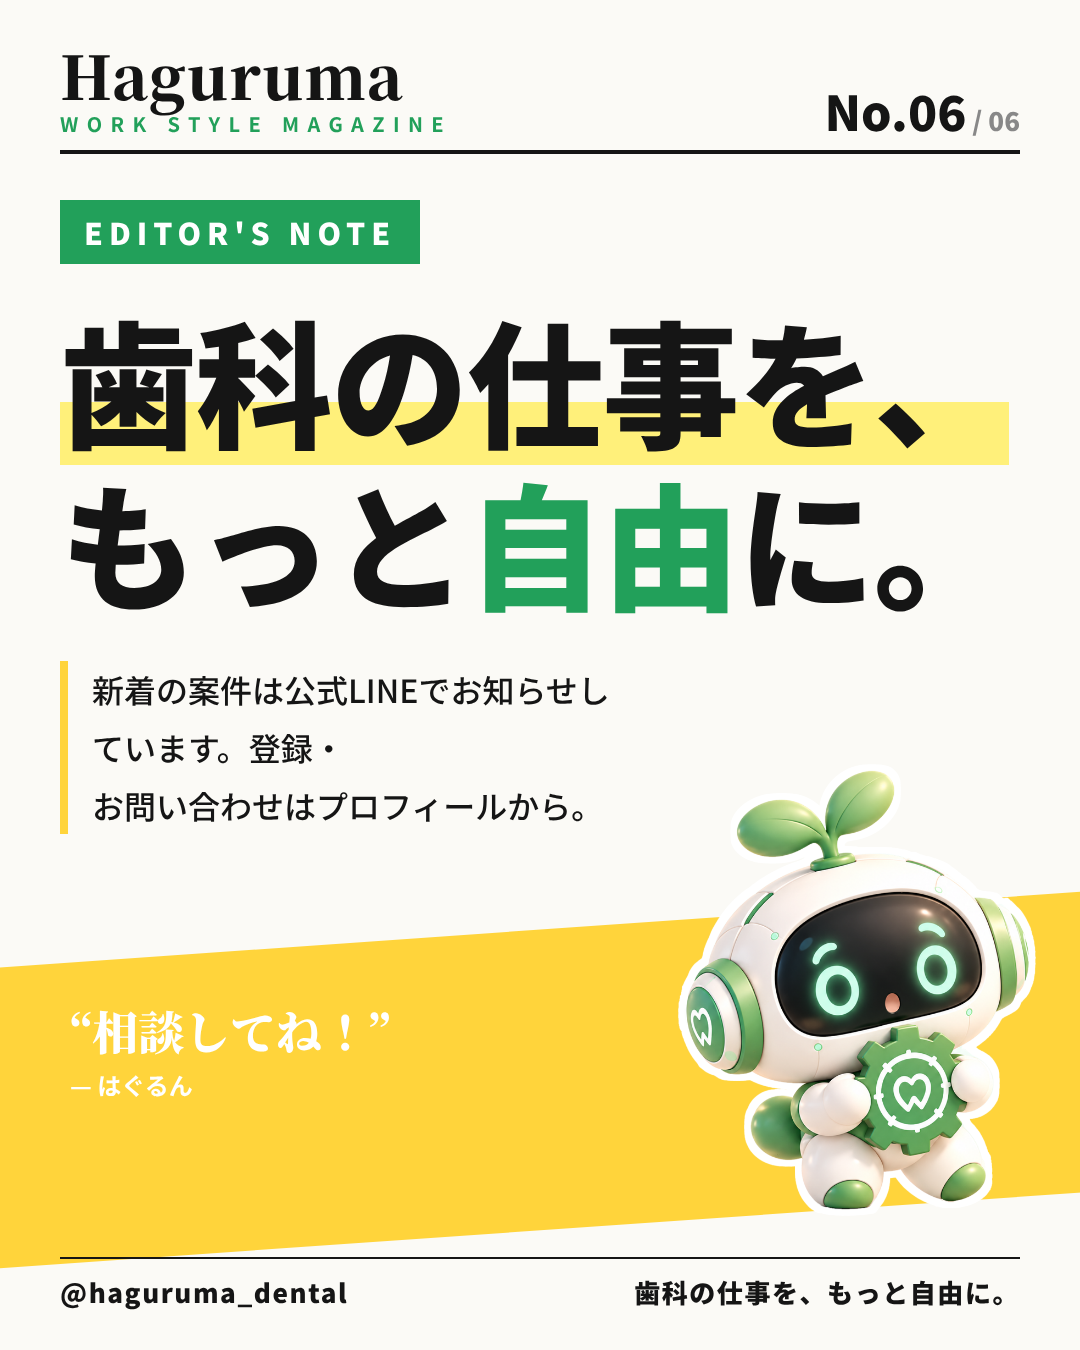 Haguruma
WORK STYLE MAGAZINE
No.06 / 06
EDITOR'S NOTE
歯科の仕事を、
もっと自由に。
新着の案件は公式LINEでお知らせし
ています。登録・
お問い合わせはプロフィールから。
“相談してね！”
— はぐるん
@haguruma_dental
歯科の仕事を、もっと自由に。